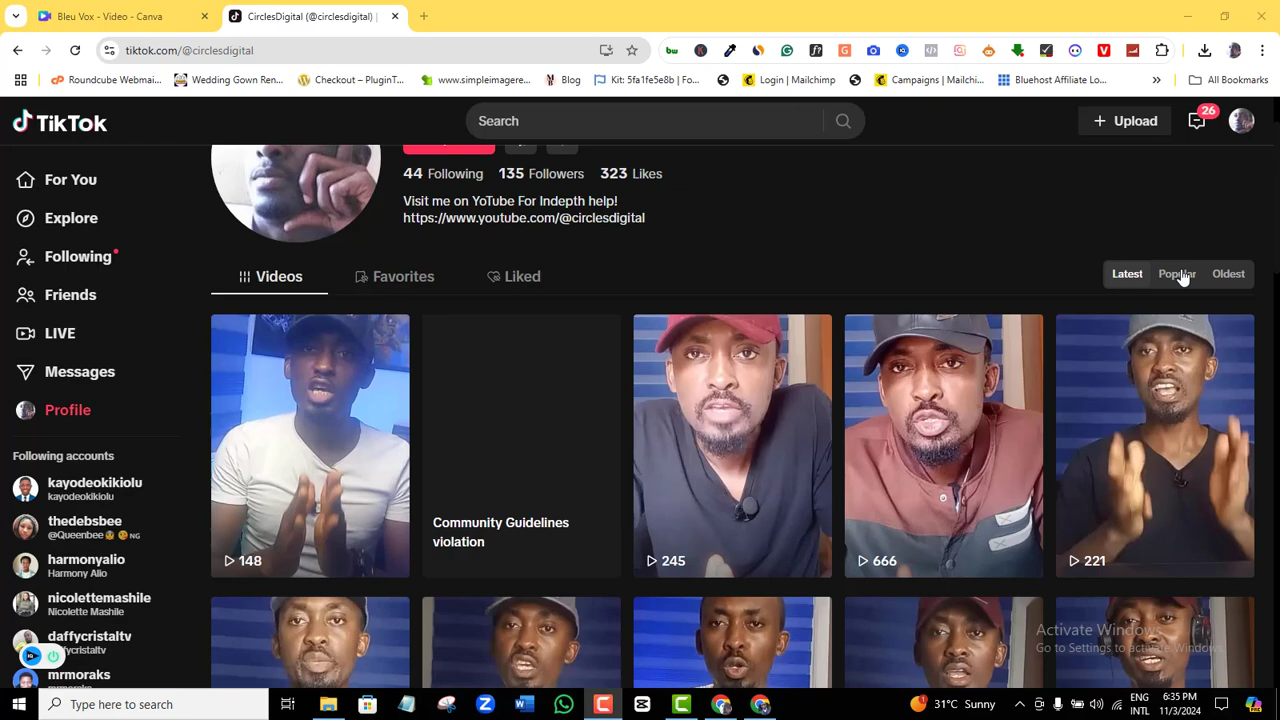 Bleu Vox - Video - Canva
CirclesDigital (@circlesdigital) |
tiktok.com/@circlesdigital
Roundcube Webmai...
Wedding Gown Ren...
Checkout – PluginT...
www.simpleimagere...
Blog
Kit: 5fa1fe5e8b | Fo...
Login | Mailchimp
Campaigns | Mailchi...
Bluehost Affiliate Lo...
All Bookmarks
TikTok
Search
Upload
26
44 Following 135 Followers 323 Likes
Visit me on YoTube For Indepth help!
https://www.youtube.com/@circlesdigital
For You
Explore
Following
Friends
LIVE
Messages
Profile
Following accounts
kayodeokikiolu
kayodeokikiolu
thedebsbee
@Queenbee NG
harmonyalio
Harmony Alio
nicolettemashile
Nicolette Mashile
daffycristaltv
daffycristaltv
mrmoraks
Videos Favorites Liked
Latest Popular Oldest
148
Community Guidelines
violation
245
666
221
Activate Windows
Go to Settings to activate Windows.
Type here to search
31°C Sunny
ENG
INTL
6:35 PM
11/3/2024